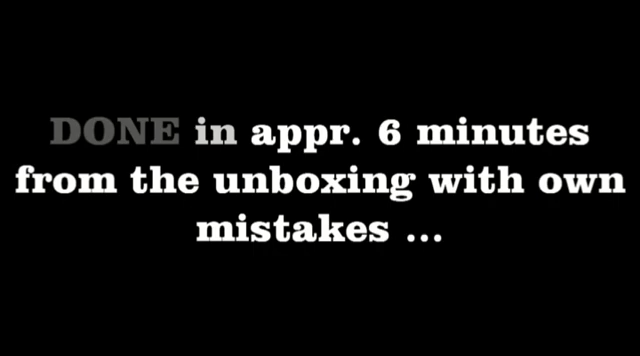 DONE in appr. 6 minutes
from the unboxing with own
mistakes ...